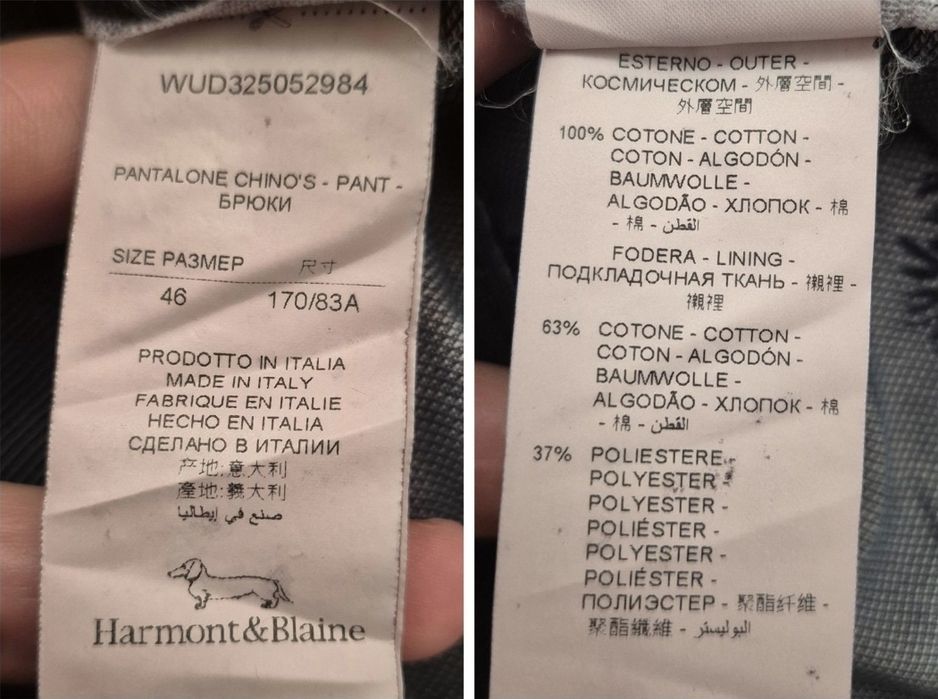 WUD325052984
PANTALONE CHINO'S - PANT -
БРЮКИ
SIZE РАЗМЕР 尺寸
46 170/83A
PRODOTTO IN ITALIA
MADE IN ITALY
FABRIQUE EN ITALIE
HECHO EN ITALIA
СДЕЛАНО В ИТАЛИИ
产地:意大利
產地:義大利
صنع في إيطاليا
Harmont&Blaine
ESTERNO - OUTER -
КОСМИЧЕСКОМ - 外層空間 -
外層空間
100% COTONE - COTTON -
COTON - ALGODÓN -
BAUMWOLLE -
ALGODÃO - ХЛОПОК - 棉
- 棉 - القطن
FODERA - LINING -
ПОДКЛАДОЧНАЯ ТКАНЬ - 襯裡 -
襯裡
63% COTONE - COTTON -
COTON - ALGODÓN -
BAUMWOLLE -
ALGODÃO - ХЛОПОК - 棉
- 棉 - القطن
37% POLIESTERE -
POLYESTER -
POLYESTER -
POLIÉSTER -
POLYESTER -
POLIÉSTER -
ПОЛИЭСТЕР - 聚酯纤维 -
聚酯纖維 - البوليستر